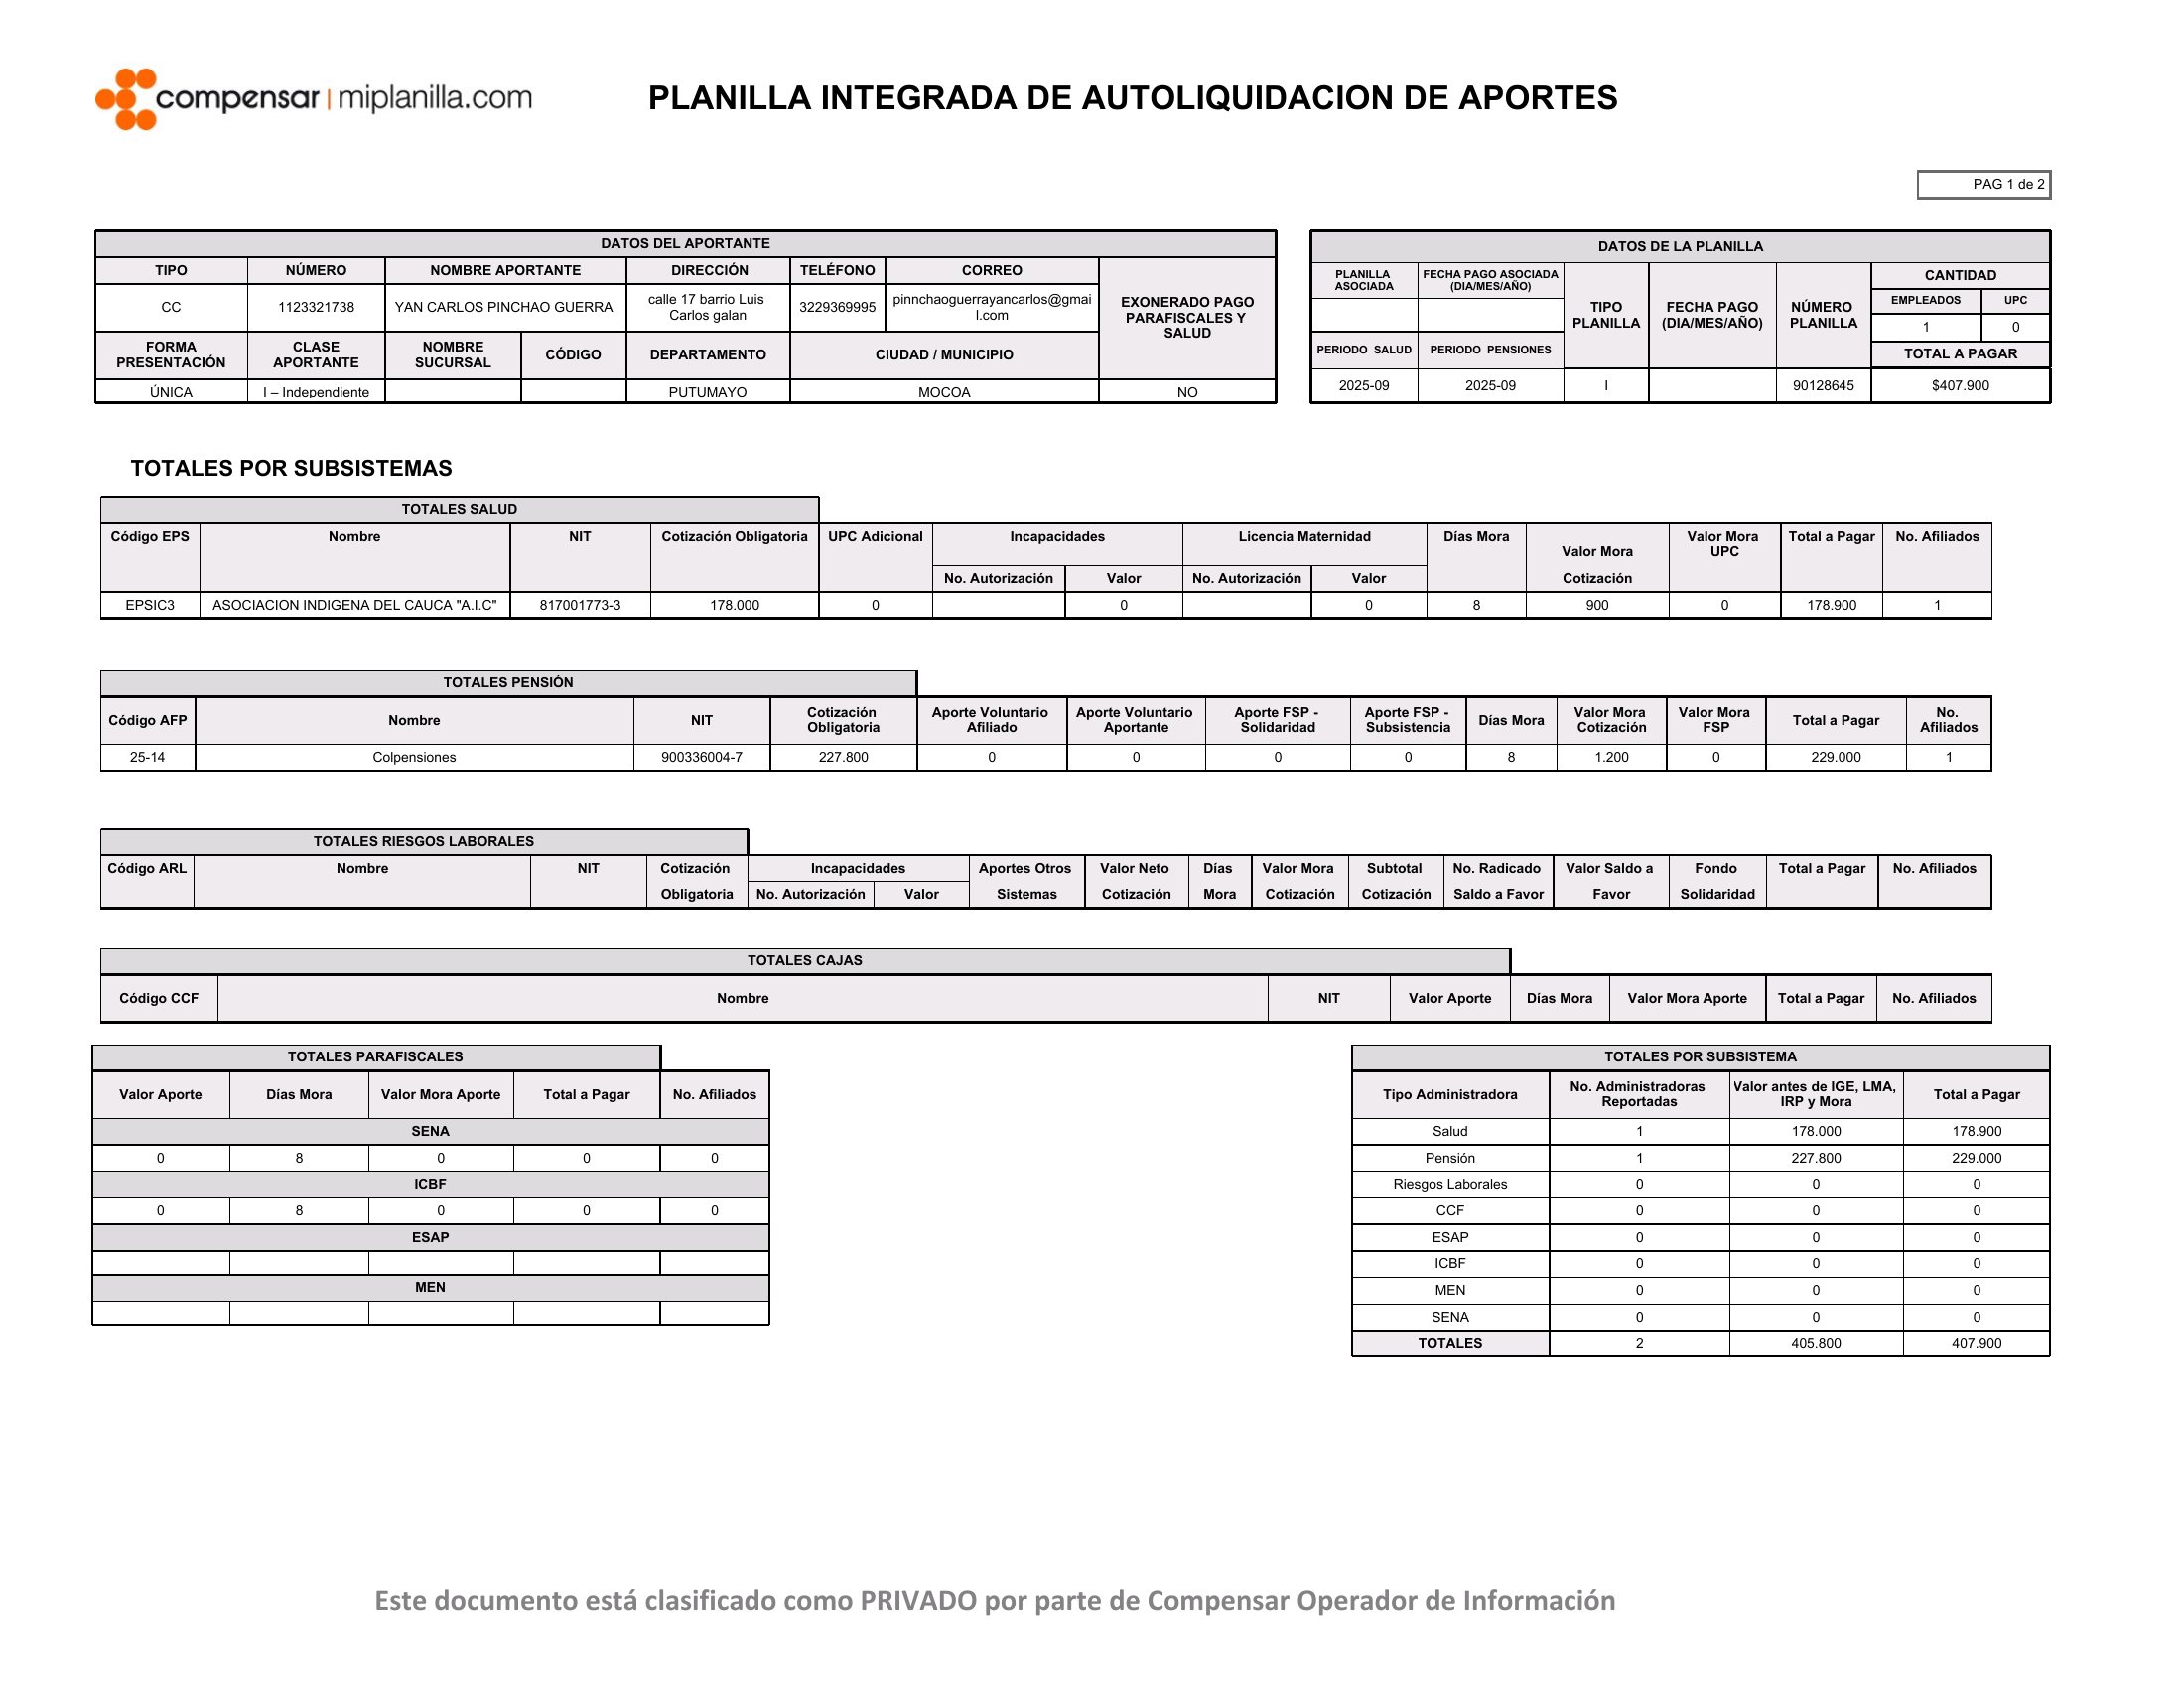 compensar | miplanilla.com
PLANILLA INTEGRADA DE AUTOLIQUIDACION DE APORTES
PAG 1 de 2
DATOS DEL APORTANTE
TIPO NÚMERO NOMBRE APORTANTE DIRECCIÓN TELÉFONO CORREO EXONERADO PAGO PARAFISCALES Y SALUD
CC 1123321738 YAN CARLOS PINCHAO GUERRA calle 17 barrio Luis Carlos galan 3229369995 pinnchaoguerrayancarlos@gmail.com
FORMA PRESENTACIÓN CLASE APORTANTE NOMBRE SUCURSAL CÓDIGO DEPARTAMENTO CIUDAD / MUNICIPIO
ÚNICA I – Independiente PUTUMAYO MOCOA NO
DATOS DE LA PLANILLA
PLANILLA ASOCIADA FECHA PAGO ASOCIADA (DIA/MES/AÑO) TIPO PLANILLA FECHA PAGO (DIA/MES/AÑO) NÚMERO PLANILLA CANTIDAD
EMPLEADOS UPC
1 0
PERIODO SALUD PERIODO PENSIONES TOTAL A PAGAR
2025-09 2025-09 I 90128645 $407.900
TOTALES POR SUBSISTEMAS
TOTALES SALUD
Código EPS Nombre NIT Cotización Obligatoria UPC Adicional Incapacidades Licencia Maternidad Días Mora Valor Mora Cotización Valor Mora UPC Total a Pagar No. Afiliados
No. Autorización Valor No. Autorización Valor
EPSIC3 ASOCIACION INDIGENA DEL CAUCA "A.I.C" 817001773-3 178.000 0 0 0 8 900 0 178.900 1
TOTALES PENSIÓN
Código AFP Nombre NIT Cotización Obligatoria Aporte Voluntario Afiliado Aporte Voluntario Aportante Aporte FSP - Solidaridad Aporte FSP - Subsistencia Días Mora Valor Mora Cotización Valor Mora FSP Total a Pagar No. Afiliados
25-14 Colpensiones 900336004-7 227.800 0 0 0 0 8 1.200 0 229.000 1
TOTALES RIESGOS LABORALES
Código ARL Nombre NIT Cotización Obligatoria Incapacidades Aportes Otros Sistemas Valor Neto Cotización Días Mora Valor Mora Cotización Subtotal Cotización No. Radicado Saldo a Favor Valor Saldo a Favor Fondo Solidaridad Total a Pagar No. Afiliados
No. Autorización Valor
TOTALES CAJAS
Código CCF Nombre NIT Valor Aporte Días Mora Valor Mora Aporte Total a Pagar No. Afiliados
TOTALES PARAFISCALES
Valor Aporte Días Mora Valor Mora Aporte Total a Pagar No. Afiliados
SENA
0 8 0 0 0
ICBF
0 8 0 0 0
ESAP
MEN
TOTALES POR SUBSISTEMA
Tipo Administradora No. Administradoras Reportadas Valor antes de IGE, LMA, IRP y Mora Total a Pagar
Salud 1 178.000 178.900
Pensión 1 227.800 229.000
Riesgos Laborales 0 0 0
CCF 0 0 0
ESAP 0 0 0
ICBF 0 0 0
MEN 0 0 0
SENA 0 0 0
TOTALES 2 405.800 407.900
Este documento está clasificado como PRIVADO por parte de Compensar Operador de Información